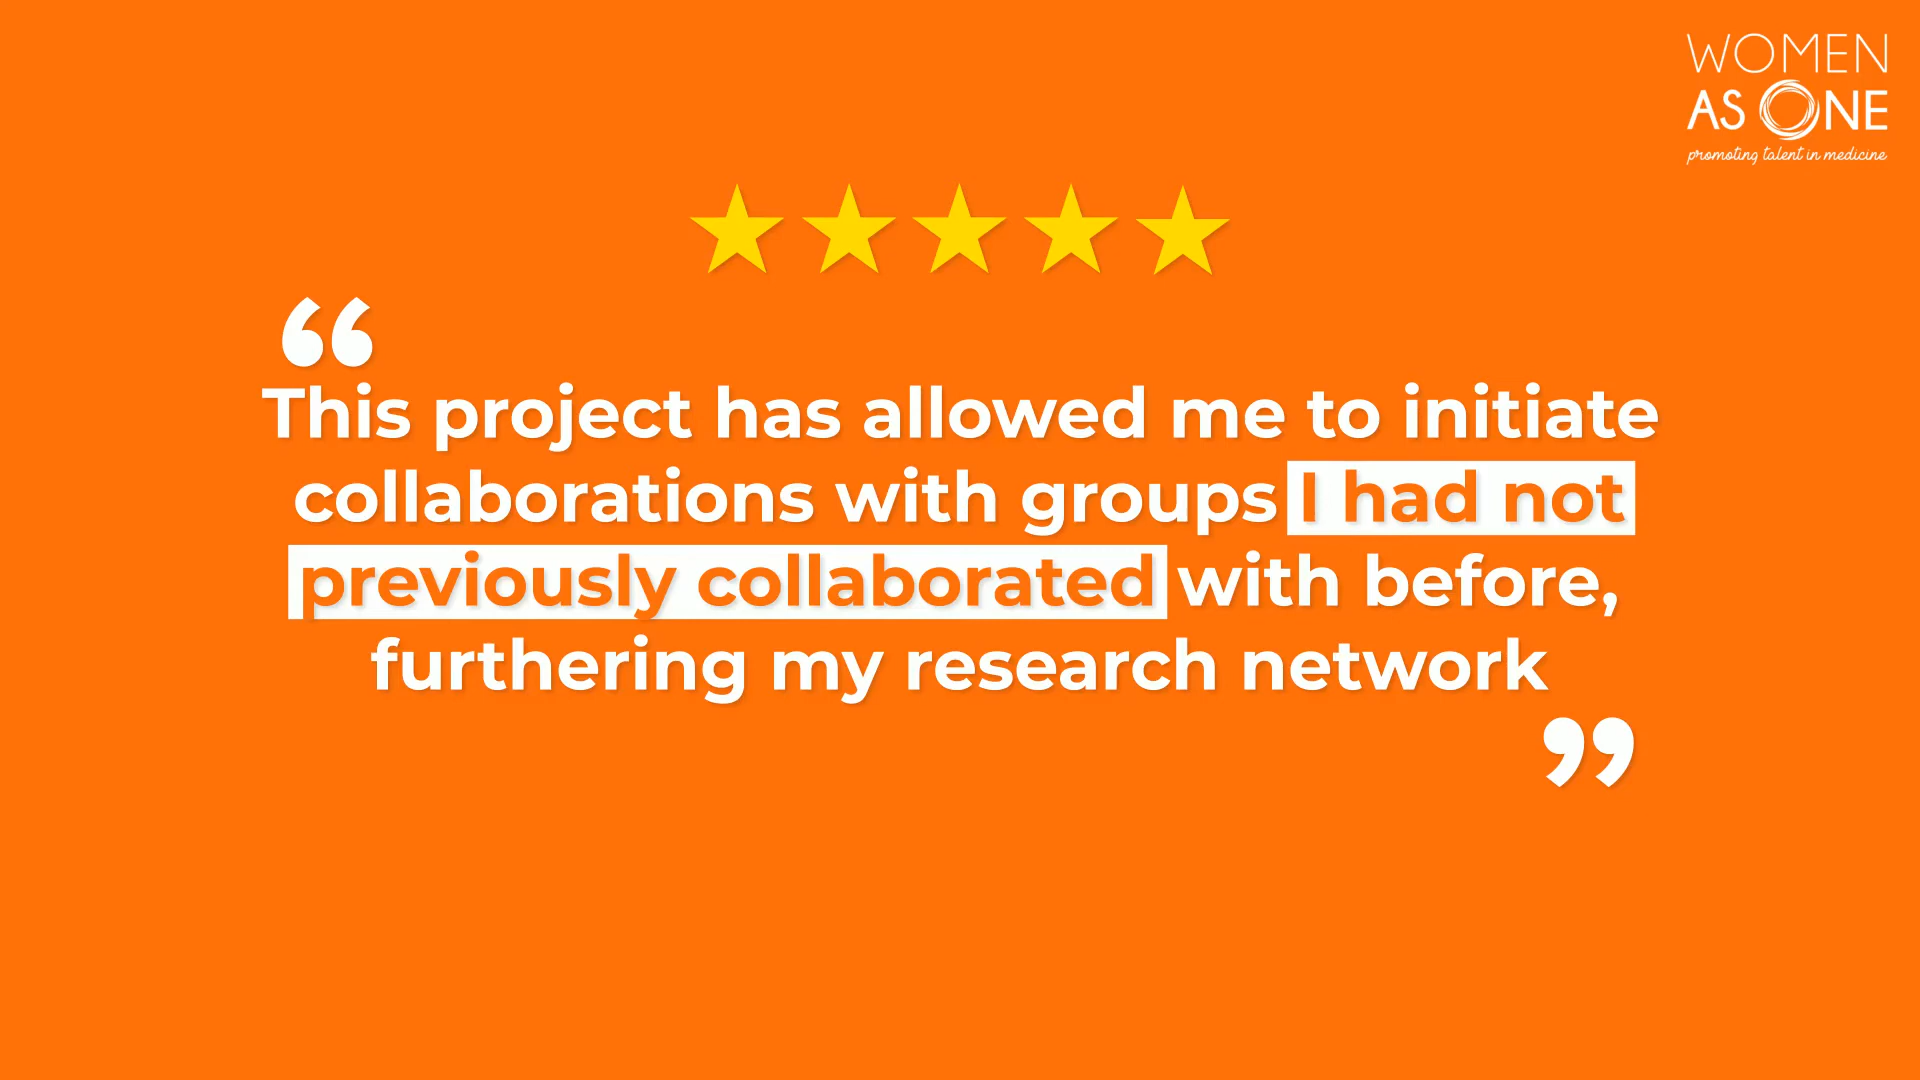 WOMEN
AS ONE
promoting talent in medicine
“
This project has allowed me to initiate
collaborations with groups I had not
previously collaborated with before,
furthering my research network
”